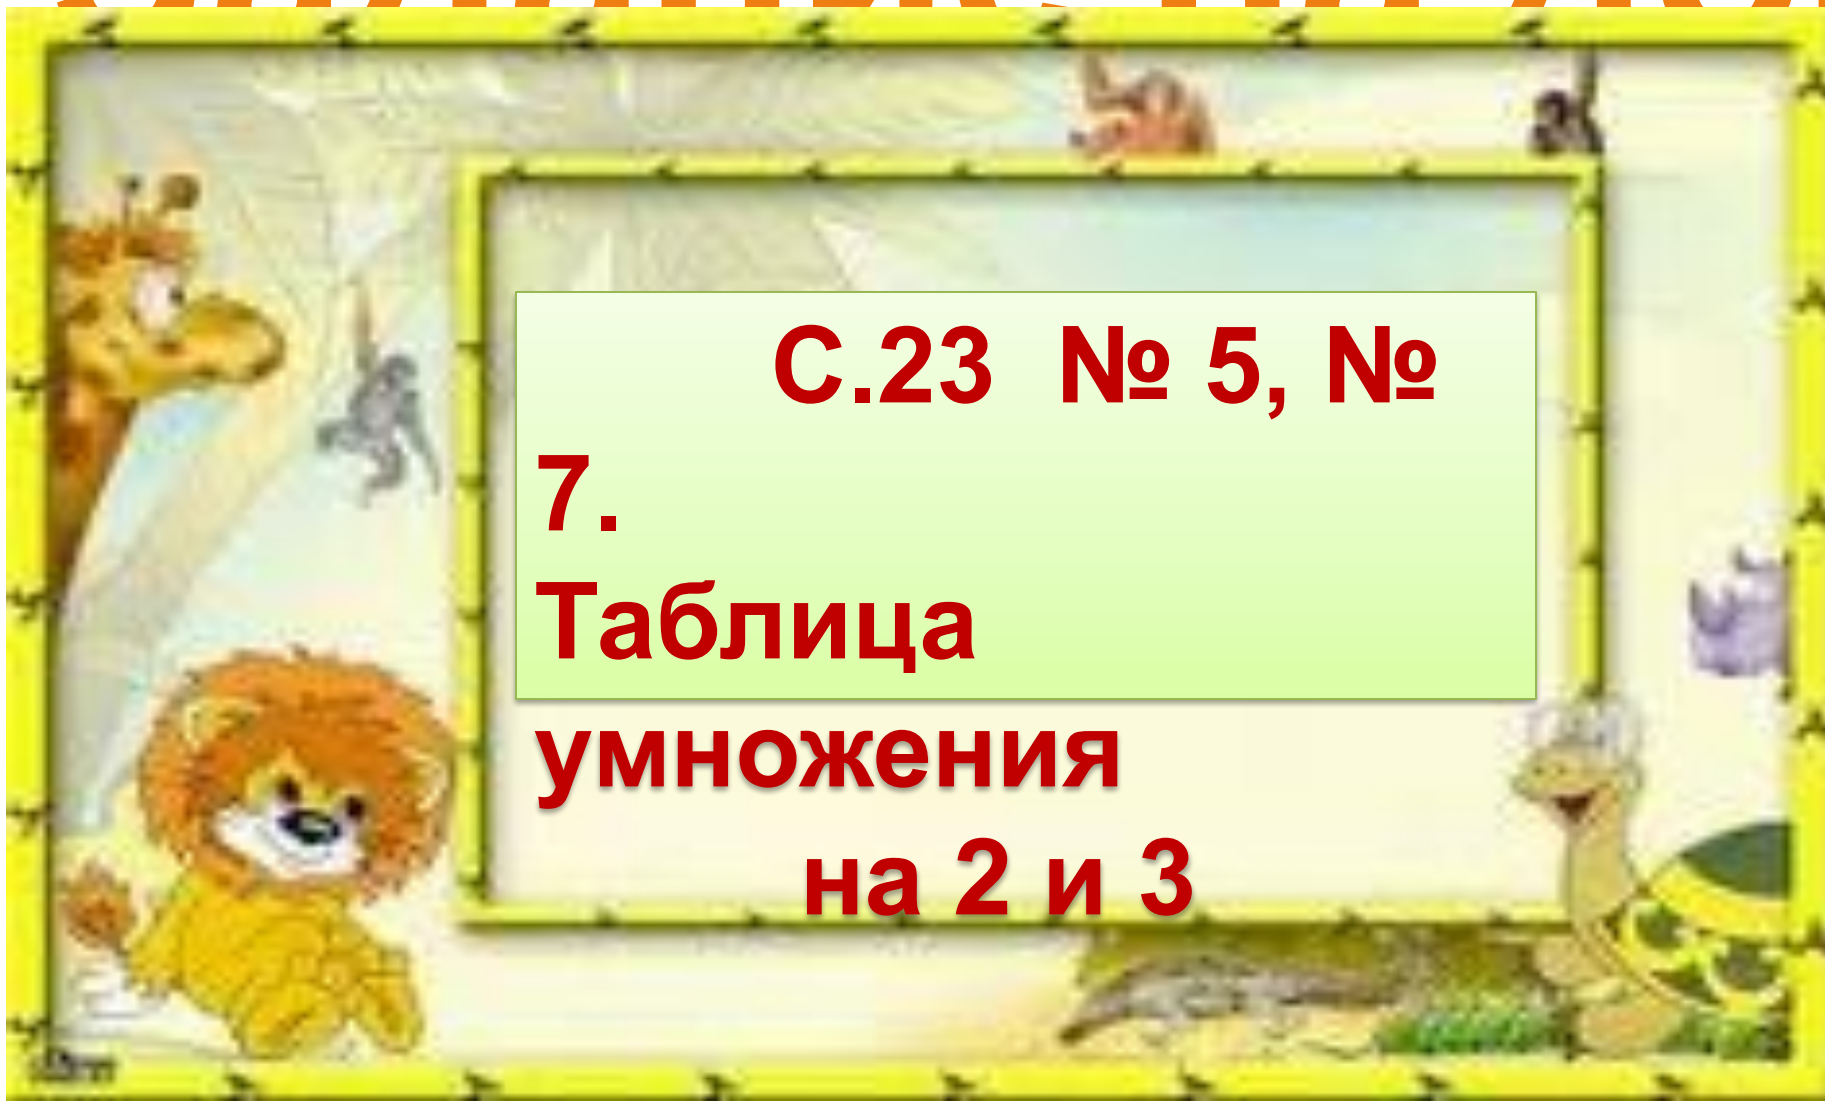 С.23 № 5, №
7.
Таблица
умножения
на 2 и 3